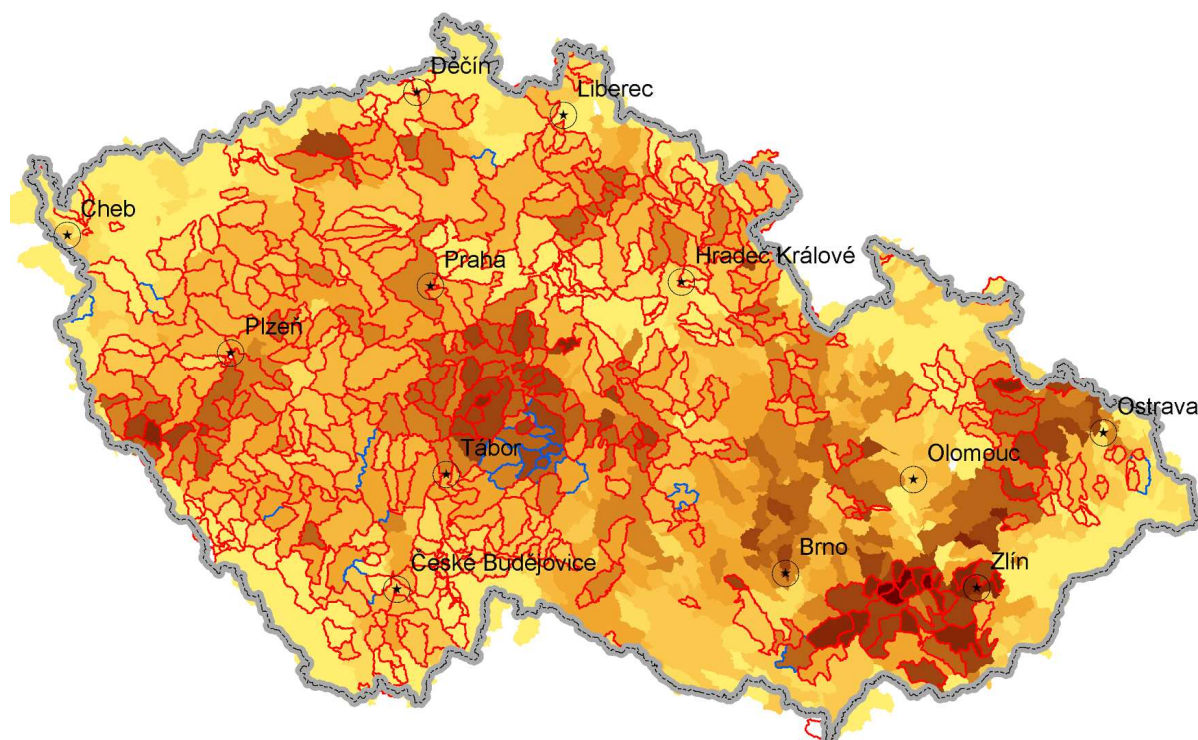 Děčín
Liberec
Cheb
Praha
Hradec Králové
Plzeň
Ostrava
Tábor
Olomouc
Brno
České Budějovice
Zlín